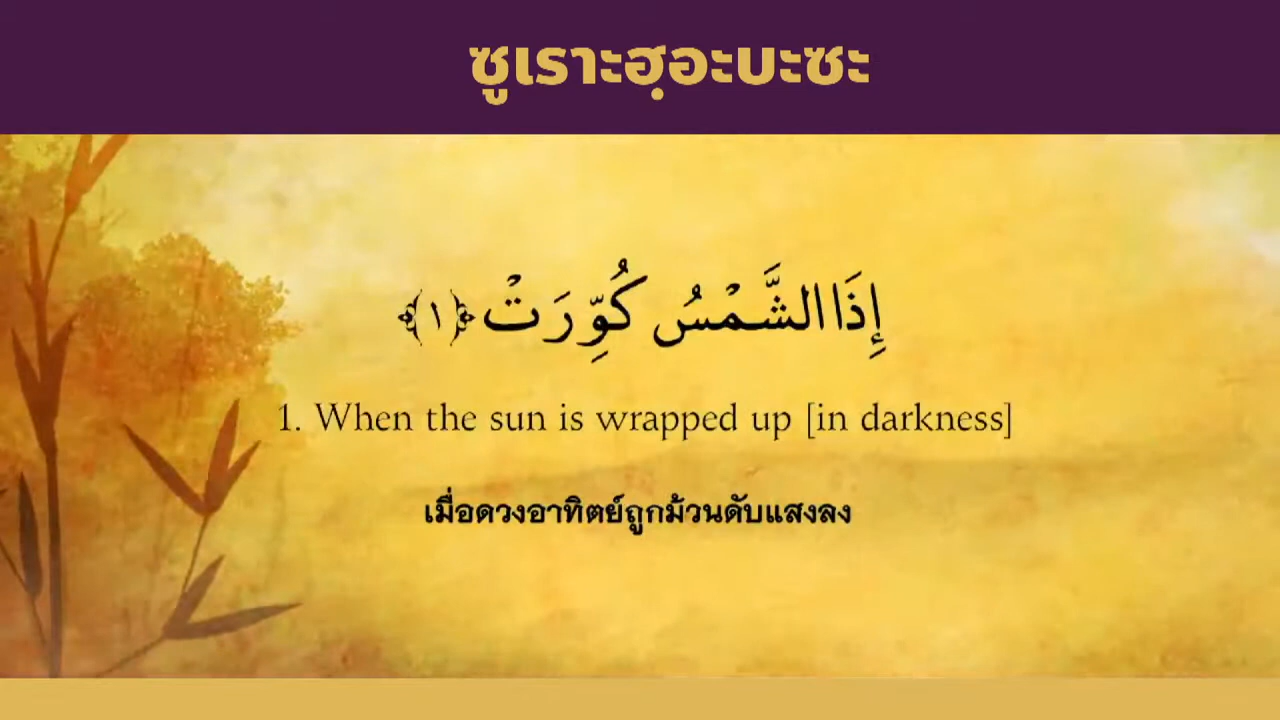 ซูเราะฮฺอะบะซะ
إِذَا الشَّمْسُ كُوِّرَتْ ﴿١﴾
1. When the sun is wrapped up [in darkness]
เมื่อดวงอาทิตย์ถูกม้วนดับแสงลง